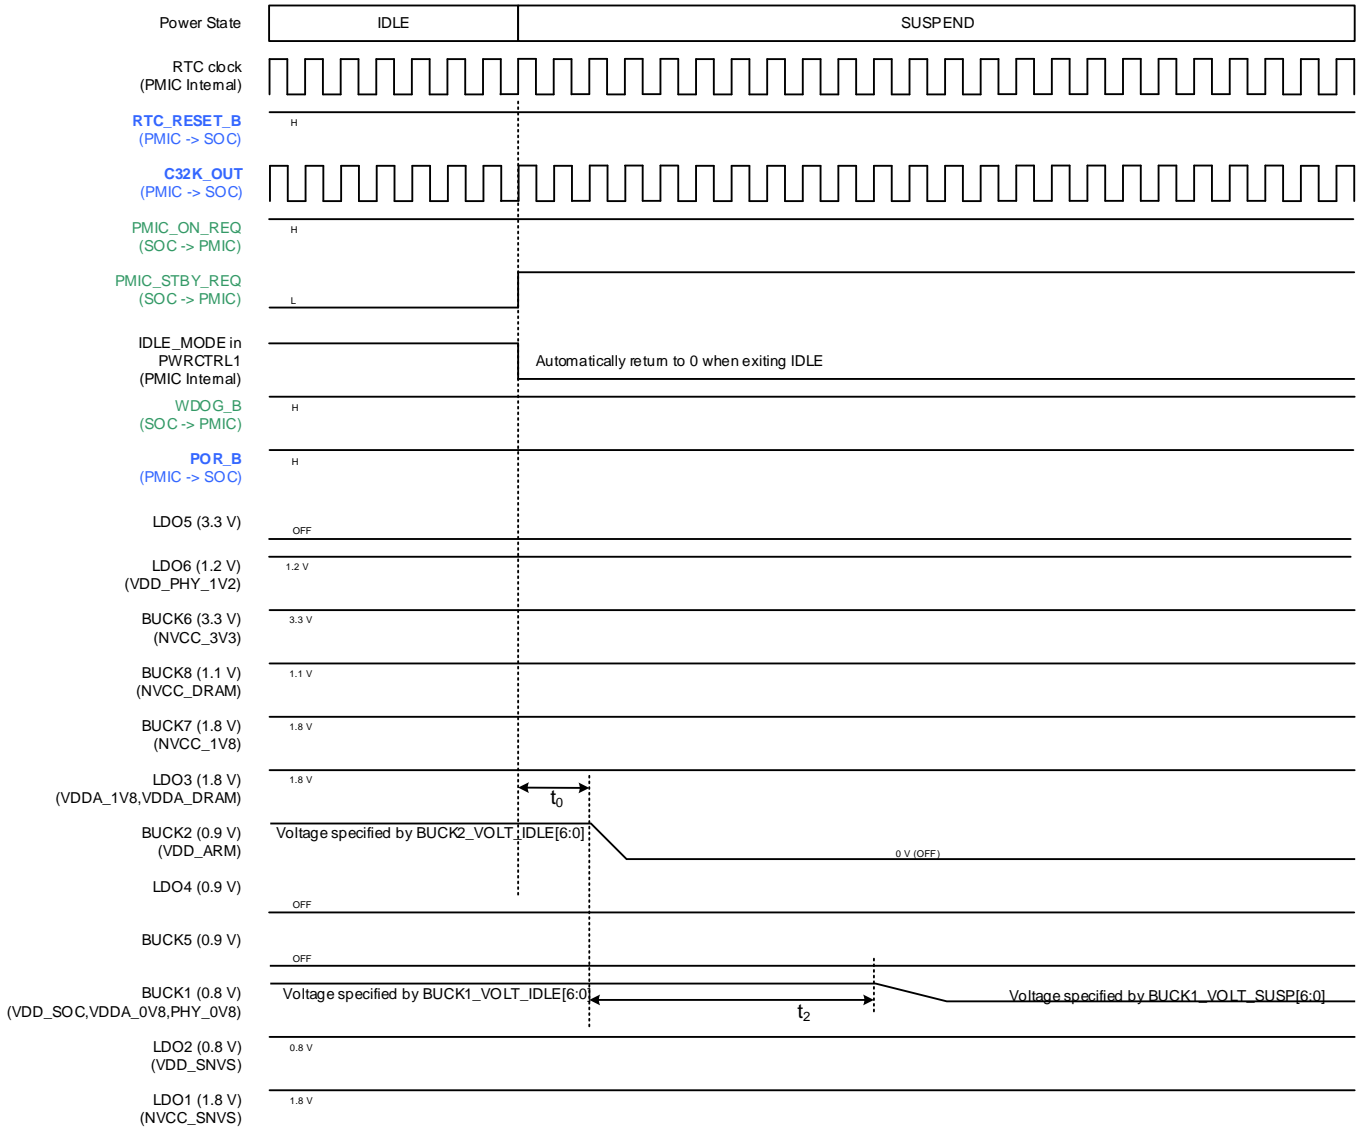 Power State
IDLE
SUSPEND
RTC clock
(PMIC Internal)
RTC_RESET_B
(PMIC -> SOC)
H
C32K_OUT
(PMIC -> SOC)
PMIC_ON_REQ
(SOC -> PMIC)
H
PMIC_STBY_REQ
(SOC -> PMIC)
L
IDLE_MODE in
PWRCTRL1
(PMIC Internal)
Automatically return to 0 when exiting IDLE
WDOG_B
(SOC -> PMIC)
H
POR_B
(PMIC -> SOC)
H
LDO5 (3.3 V)
OFF
LDO6 (1.2 V)
(VDD_PHY_1V2)
1.2 V
BUCK6 (3.3 V)
(NVCC_3V3)
3.3 V
BUCK8 (1.1 V)
(NVCC_DRAM)
1.1 V
BUCK7 (1.8 V)
(NVCC_1V8)
1.8 V
LDO3 (1.8 V)
(VDDA_1V8,VDDA_DRAM)
1.8 V
t0
BUCK2 (0.9 V)
(VDD_ARM)
Voltage specified by BUCK2_VOLT_IDLE[6:0]
0 V (OFF)
LDO4 (0.9 V)
OFF
BUCK5 (0.9 V)
OFF
BUCK1 (0.8 V)
(VDD_SOC,VDDA_0V8,PHY_0V8)
Voltage specified by BUCK1_VOLT_IDLE[6:0]
t2
Voltage specified by BUCK1_VOLT_SUSP[6:0]
LDO2 (0.8 V)
(VDD_SNVS)
0.8 V
LDO1 (1.8 V)
(NVCC_SNVS)
1.8 V